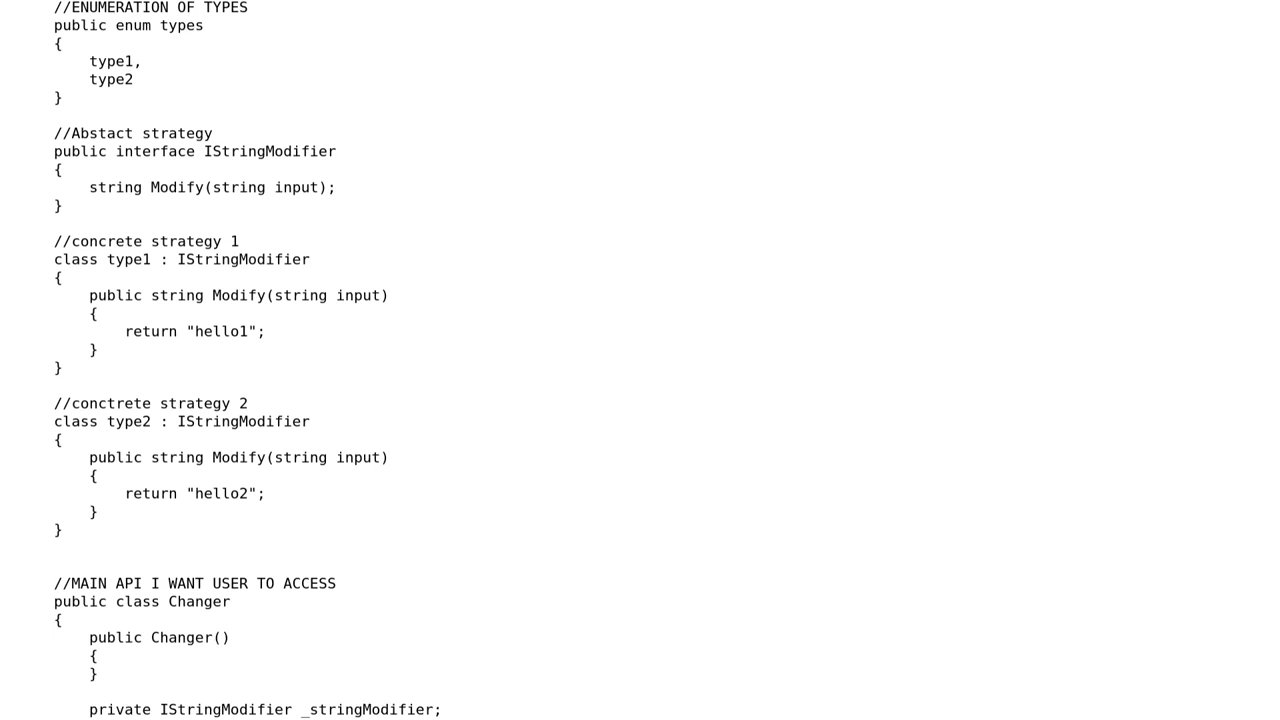 //ENUMERATION OF TYPES
public enum types
{
    type1,
    type2
}

//Abstact strategy
public interface IStringModifier
{
    string Modify(string input);
}

//concrete strategy 1
class type1 : IStringModifier
{
    public string Modify(string input)
    {
        return "hello1";
    }
}

//conctrete strategy 2
class type2 : IStringModifier
{
    public string Modify(string input)
    {
        return "hello2";
    }
}


//MAIN API I WANT USER TO ACCESS
public class Changer
{
    public Changer()
    {
    }

    private IStringModifier _stringModifier;